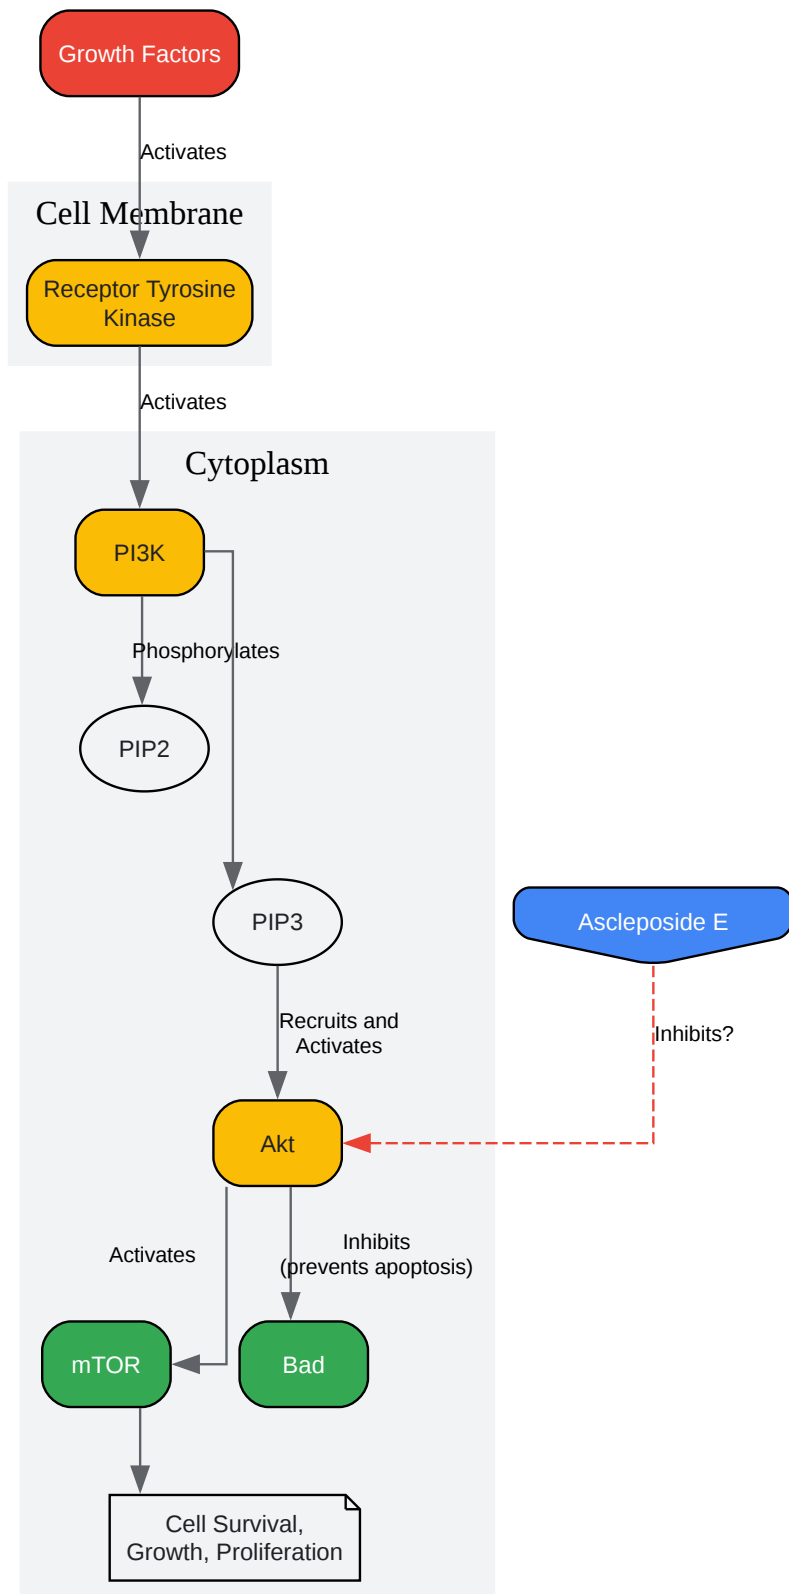 Growth Factors
Activates
Cell Membrane
Receptor Tyrosine
Kinase
Activates
Cytoplasm
PI3K
Phosphorylates
PIP2
PIP3
Ascleposide E
Recruits and
Activates
Inhibits?
Akt
Activates
Inhibits
(prevents apoptosis)
mTOR
Bad
Cell Survival,
Growth, Proliferation